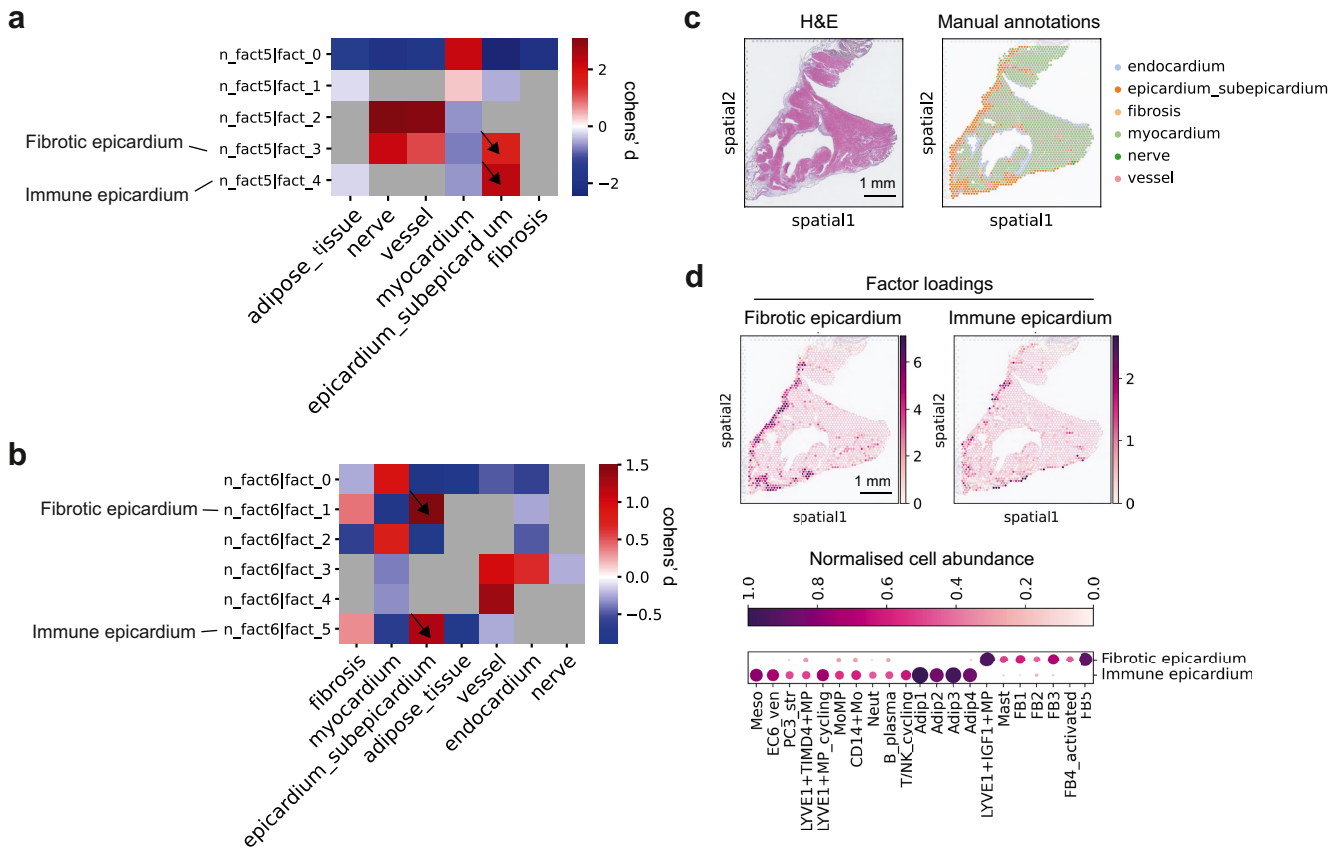 a
n_fact5|fact_0
n_fact5|fact_1
n_fact5|fact_2
n_fact5|fact_3
n_fact5|fact_4
Fibrotic epicardium
Immune epicardium
adipose_tissue
nerve
vessel
myocardium
epicardium_subepicard um
fibrosis
2
0
−2
cohens' d
b
n_fact6|fact_0
n_fact6|fact_1
n_fact6|fact_2
n_fact6|fact_3
n_fact6|fact_4
n_fact6|fact_5
Fibrotic epicardium
Immune epicardium
fibrosis
myocardium
epicardium_subepicardium
adipose_tissue
vessel
endocardium
nerve
1.5
1.0
0.5
0.0
−0.5
cohens' d
c
H&E
Manual annotations
spatial2
spatial1
1 mm
spatial2
spatial1
endocardium
epicardium_subepicardium
fibrosis
myocardium
nerve
vessel
d
Factor loadings
Fibrotic epicardium
Immune epicardium
spatial2
spatial1
1 mm
6
4
2
0
spatial2
spatial1
2
1
0
Normalised cell abundance
1.0
0.8
0.6
0.4
0.2
0.0
Fibrotic epicardium
Immune epicardium
Meso
EC6_ven
PC3_str
LYVE1+TIMD4+MP
LYVE1+MP_cycling
MoMP
CD14+Mo
Neut
B_plasma
T/NK_cycling
Adip1
Adip2
Adip3
Adip4
LYVE1+IGF1+MP
Mast
FB1
FB2
FB3
FB4_activated
FB5